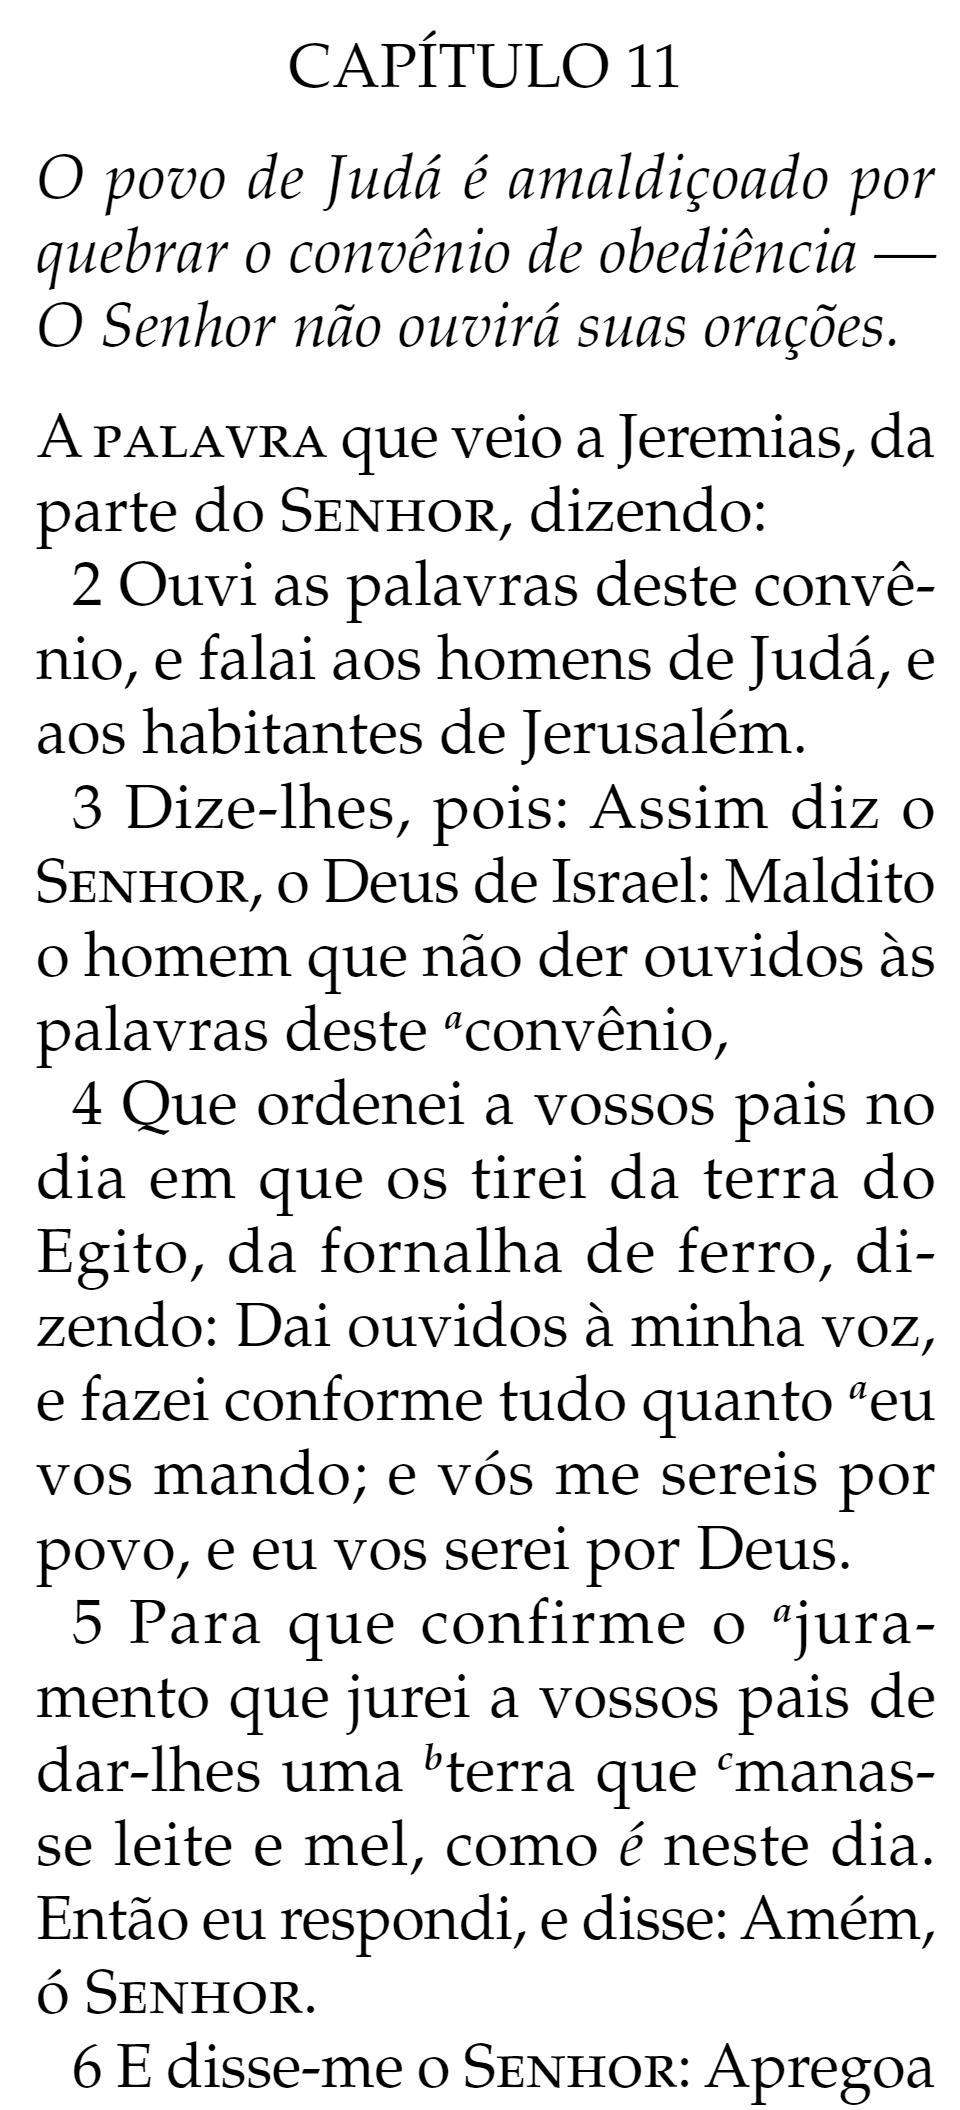 CAPÍTULO 11
O povo de Judá é amaldiçoado por
quebrar o convênio de obediência —
O Senhor não ouvirá suas orações.
A PALAVRA que veio a Jeremias, da
parte do SENHOR, dizendo:
2 Ouvi as palavras deste convê-
nio, e falai aos homens de Judá, e
aos habitantes de Jerusalém.
3 Dize-lhes, pois: Assim diz o
SENHOR, o Deus de Israel: Maldito
o homem que não der ouvidos às
palavras deste ᵃconvênio,
4 Que ordenei a vossos pais no
dia em que os tirei da terra do
Egito, da fornalha de ferro, di-
zendo: Dai ouvidos à minha voz,
e fazei conforme tudo quanto ᵃeu
vos mando; e vós me sereis por
povo, e eu vos serei por Deus.
5 Para que confirme o ᵃjura-
mento que jurei a vossos pais de
dar-lhes uma ᵇterra que ᶜmanas-
se leite e mel, como é neste dia.
Então eu respondi, e disse: Amém,
ó SENHOR.
6 E disse-me o SENHOR: Apregoa